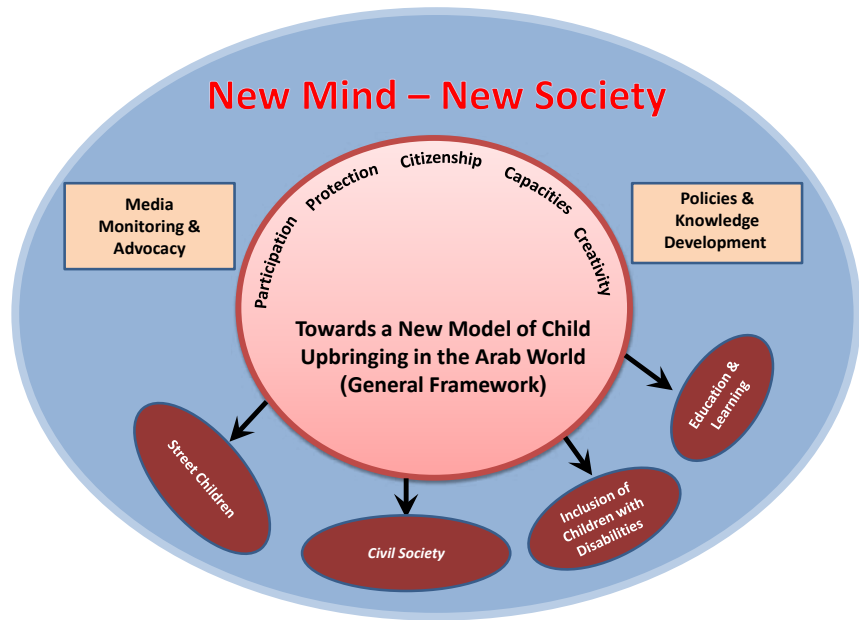 New Mind – New Society
Participation
Protection
Citizenship
Capacities
Creativity
Media
Monitoring &
Advocacy
Policies &
Knowledge
Development
Towards a New Model of Child
Upbringing in the Arab World
(General Framework)
Street Children
Civil Society
Inclusion of
Children with
Disabilities
Education &
Learning